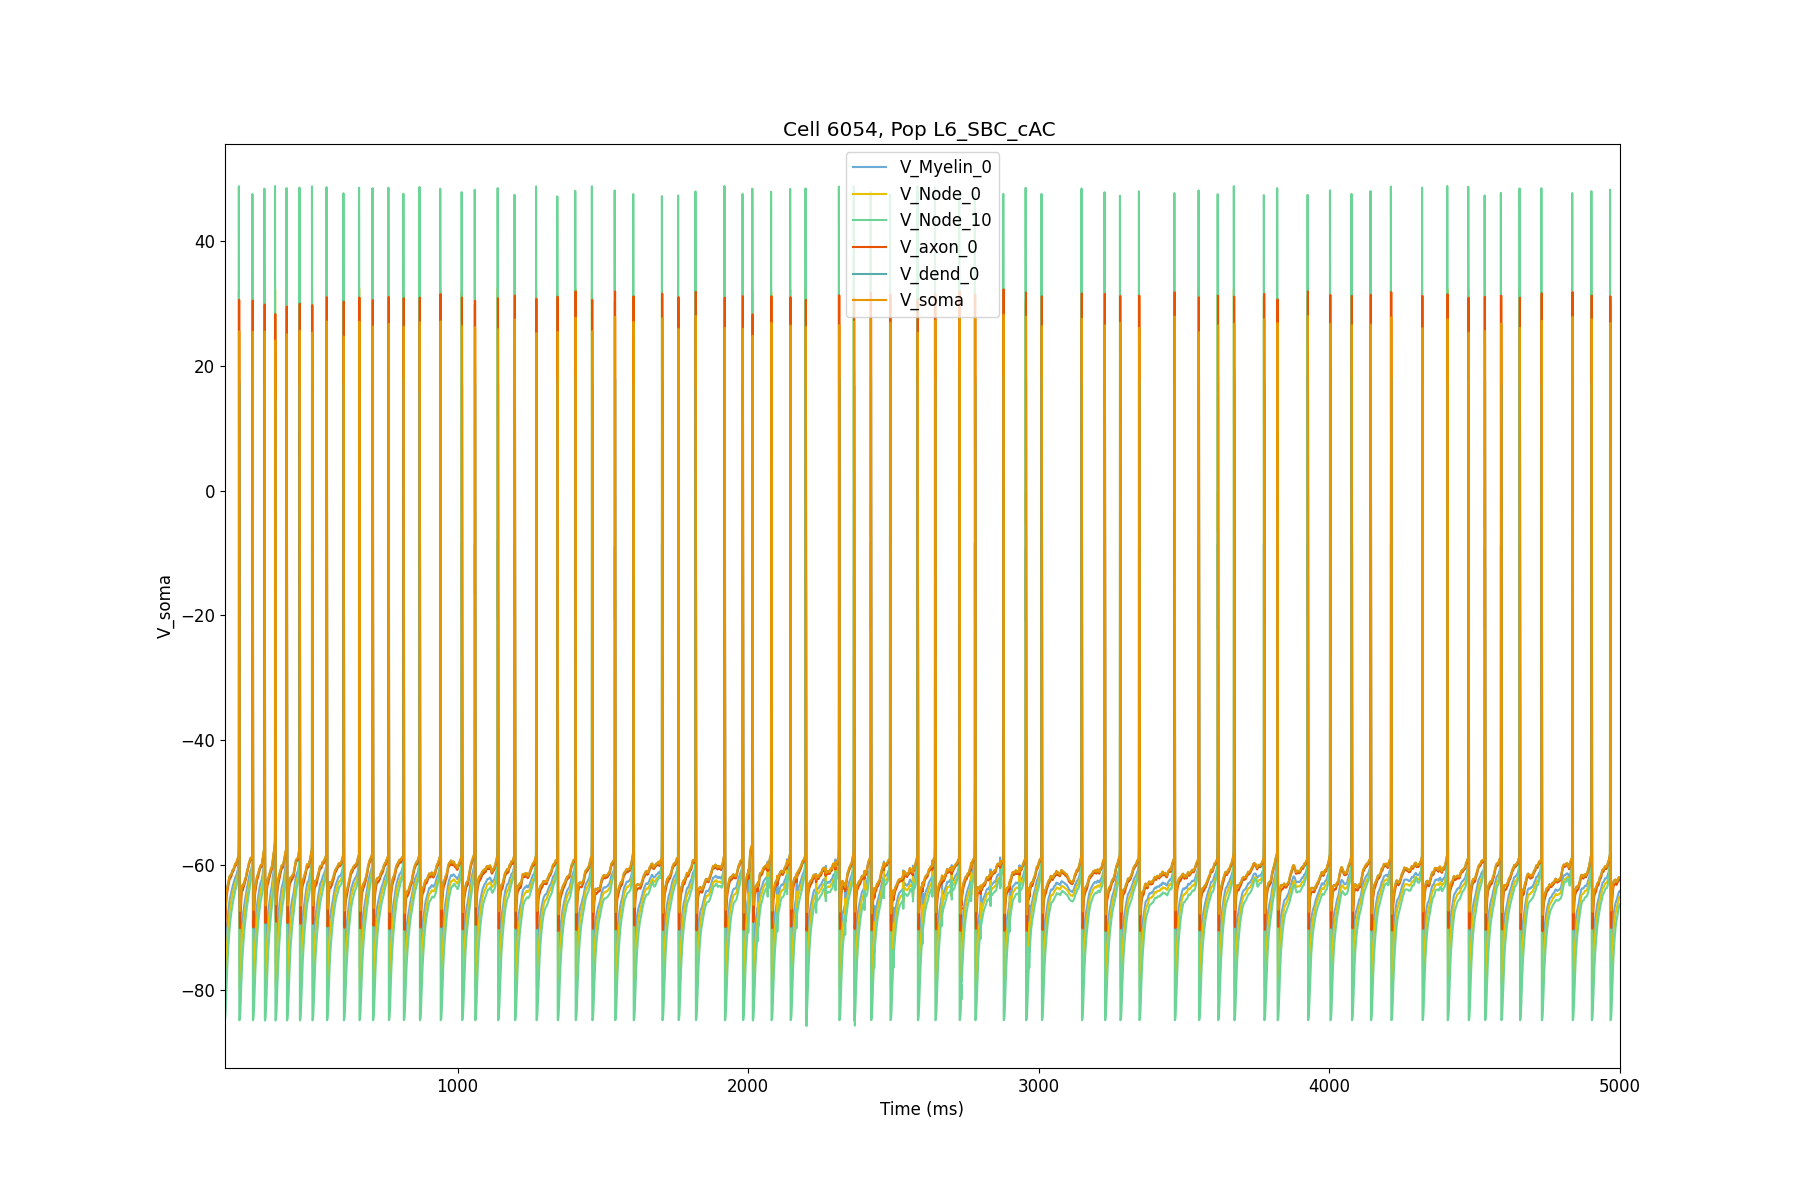 Cell 6054, Pop L6_SBC_cAC
V_Myelin_0
V_Node_0
V_Node_10
V_axon_0
V_dend_0
V_soma
40
20
0
−20
−40
−60
−80
V_soma
1000
2000
3000
4000
5000
Time (ms)